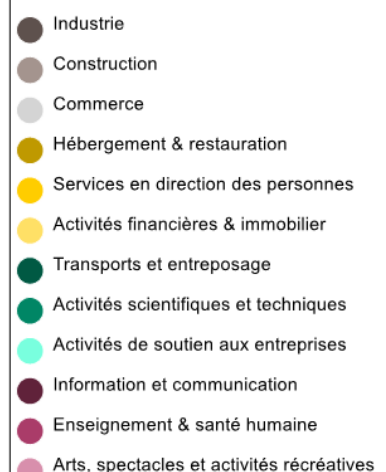 Industrie
Construction
Commerce
Hébergement & restauration
Services en direction des personnes
Activités financières & immobilier
Transports et entreposage
Activités scientifiques et techniques
Activités de soutien aux entreprises
Information et communication
Enseignement & santé humaine
Arts, spectacles et activités récréatives